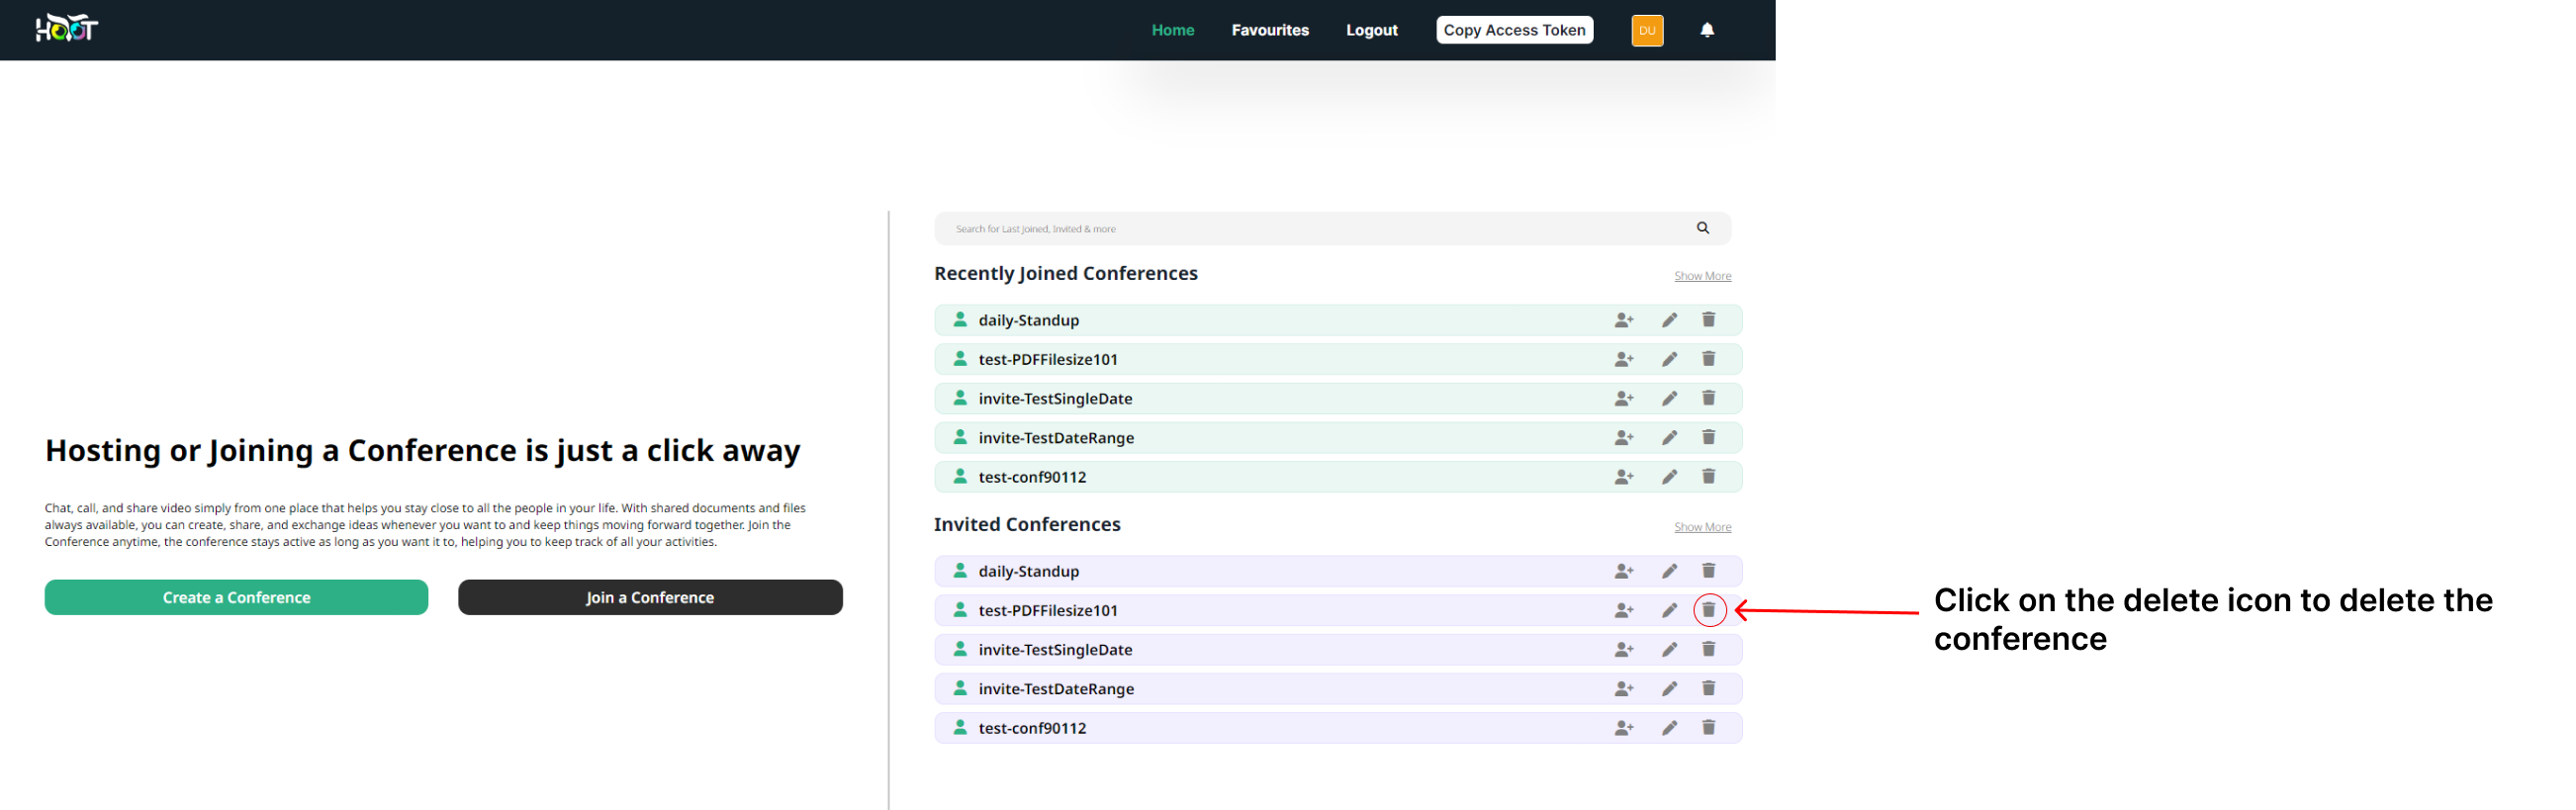 HOOT
Home Favourites Logout Copy Access Token DU
Search for Last Joined, Invited & more
Recently Joined Conferences Show More
daily-Standup
test-PDFFilesize101
invite-TestSingleDate
invite-TestDateRange
test-conf90112
Hosting or Joining a Conference is just a click away
Chat, call, and share video simply from one place that helps you stay close to all the people in your life. With shared documents and files
always available, you can create, share, and exchange ideas whenever you want to and keep things moving forward together. Join the
Conference anytime, the conference stays active as long as you want it to, helping you to keep track of all your activities.
Create a Conference Join a Conference
Invited Conferences Show More
daily-Standup
test-PDFFilesize101
invite-TestSingleDate
invite-TestDateRange
test-conf90112
Click on the delete icon to delete the
conference